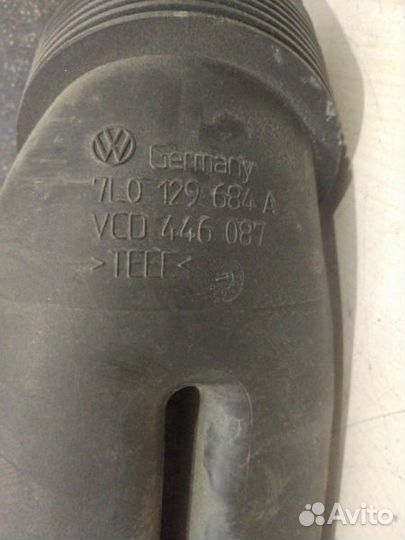 Germany
7L0 129 684 A
VCD 446 087
>TEEE<
Avito